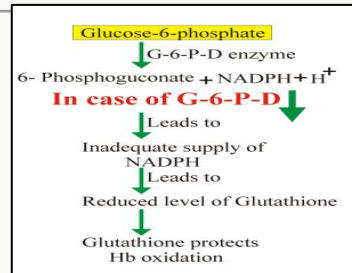 Glucose-6-phosphate
G-6-P-D enzyme
6- Phosphoguconate + NADPH+H+
In case of G-6-P-D
Leads to
Inadequate supply of
NADPH
Leads to
Reduced level of Glutathione
Glutathione protects
Hb oxidation